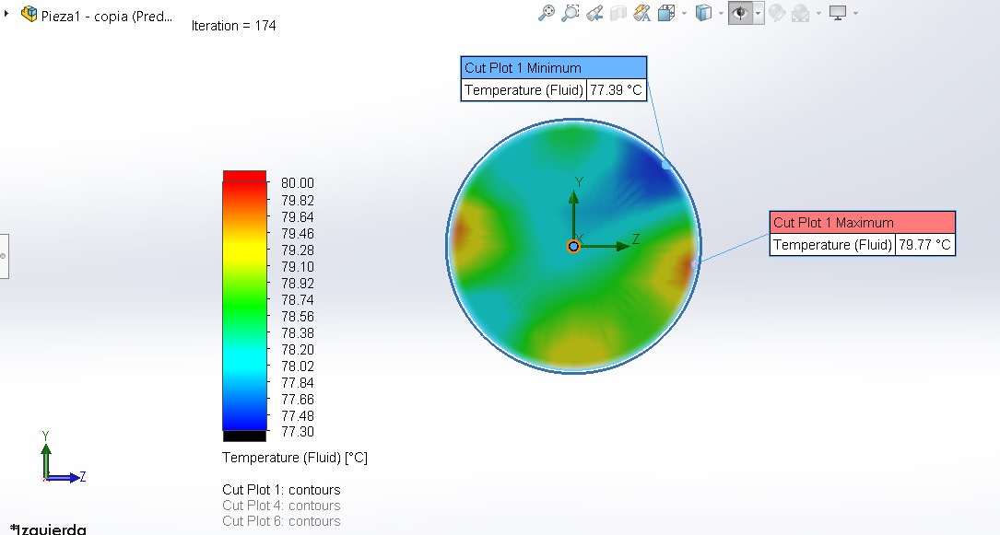 Pieza1 - copia (Pred...
Iteration = 174
Cut Plot 1 Minimum
Temperature (Fluid) 77.39 °C
Y
X
Z
Cut Plot 1 Maximum
Temperature (Fluid) 79.77 °C
80.00
79.82
79.64
79.46
79.28
79.10
78.92
78.74
78.56
78.38
78.20
78.02
77.84
77.66
77.48
77.30
Temperature (Fluid) [°C]
Cut Plot 1: contours
Cut Plot 4: contours
Cut Plot 6: contours
Y
Z
*Izquierda